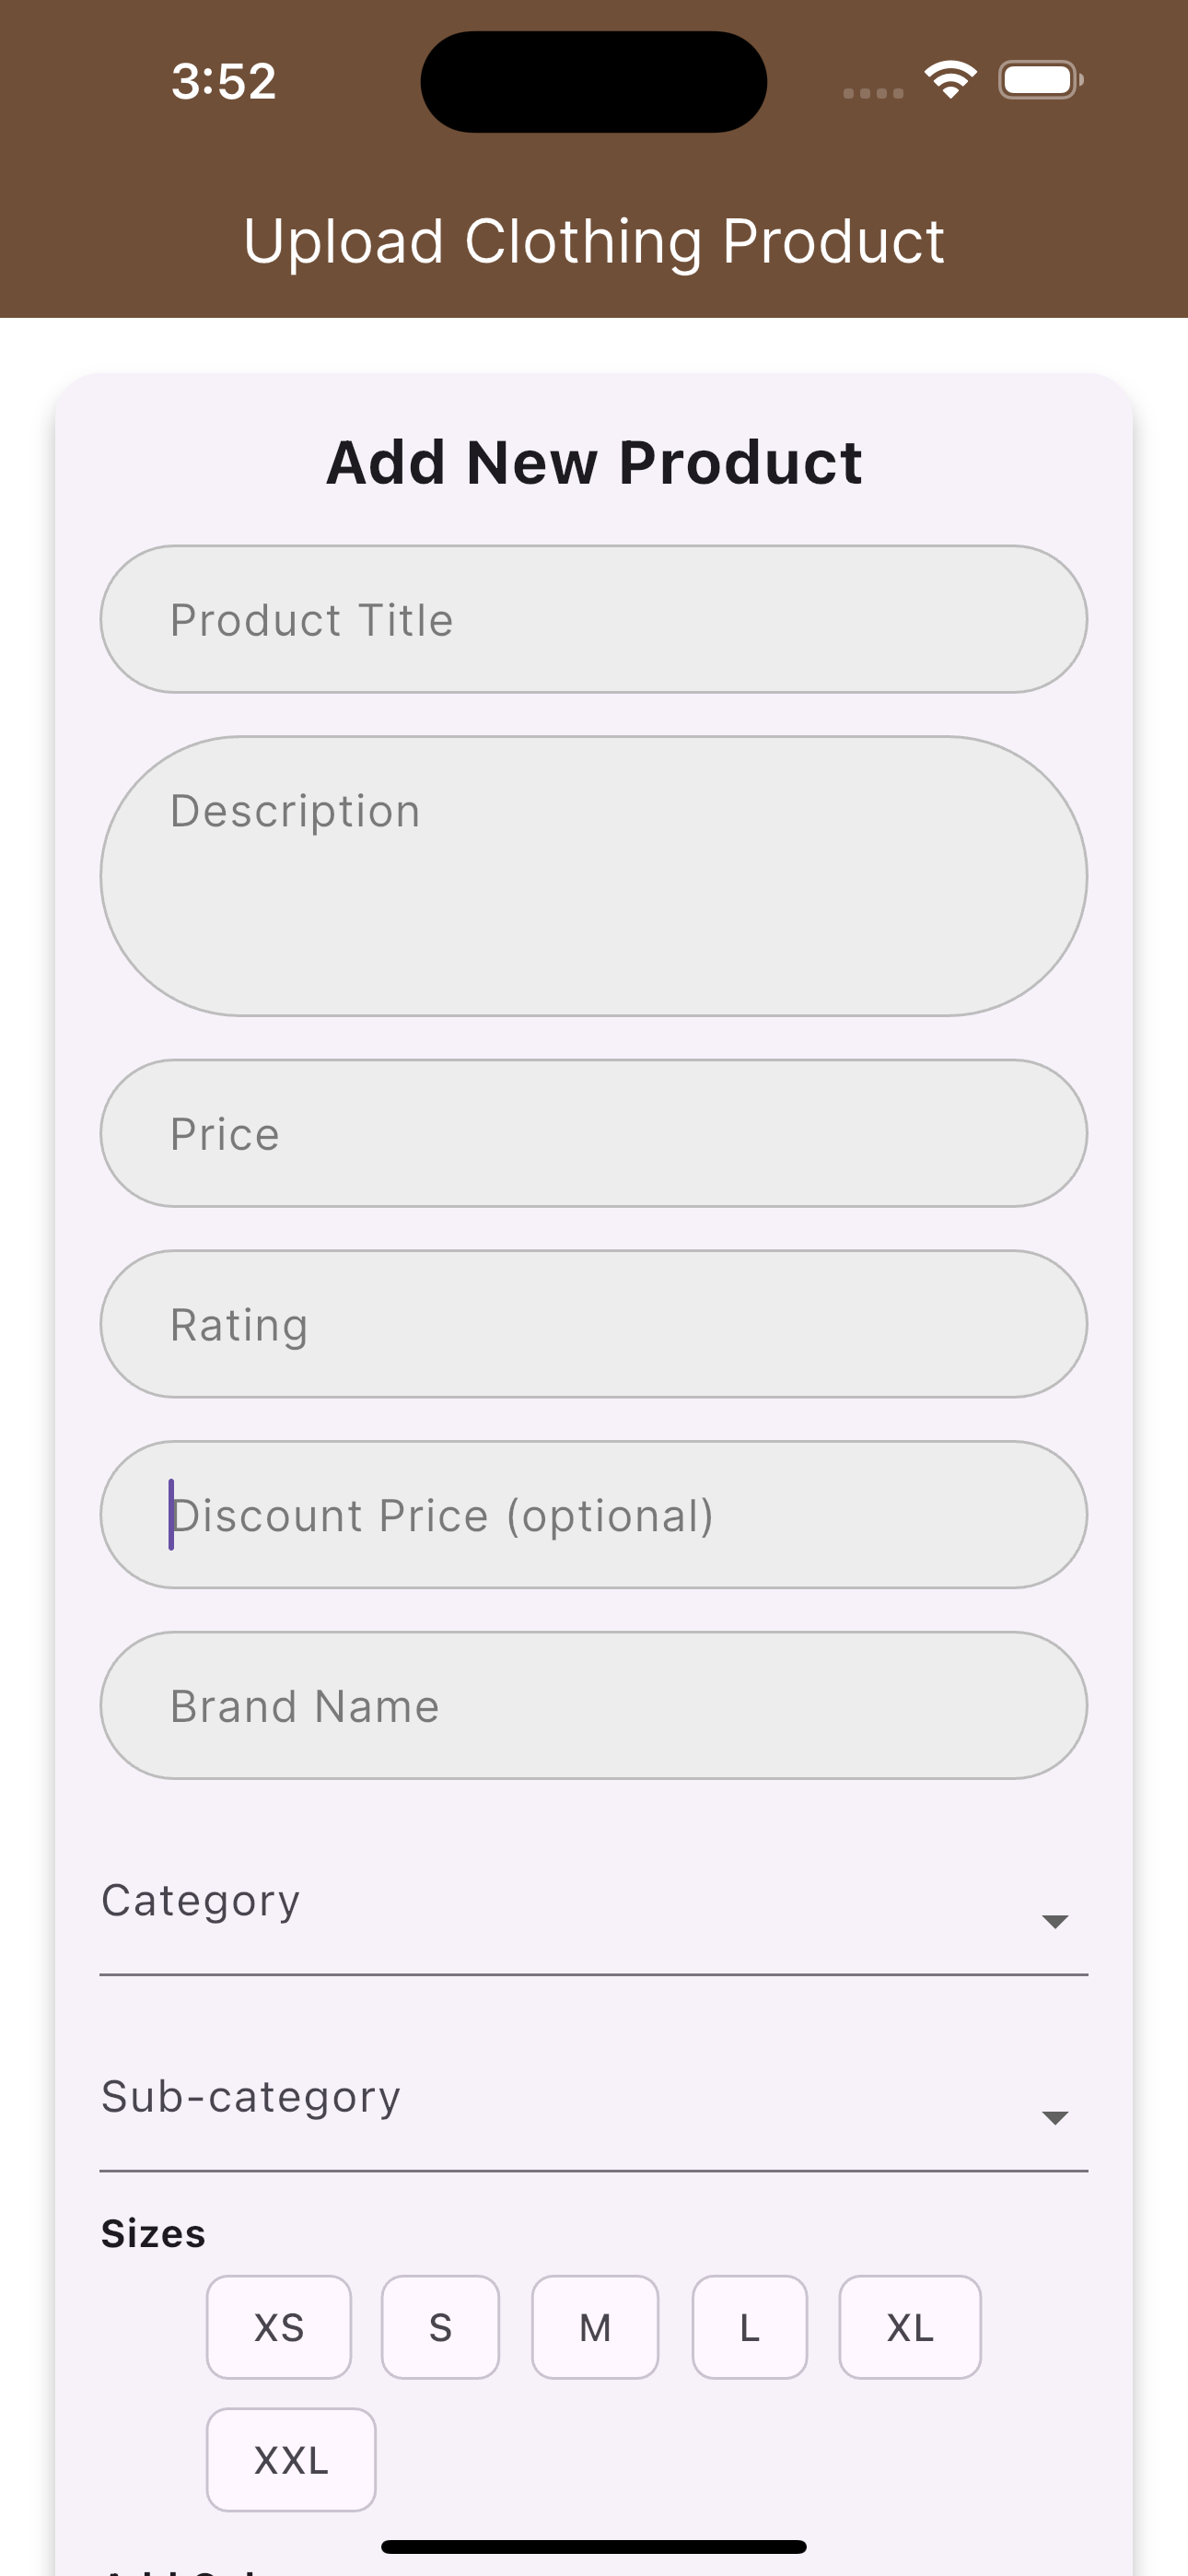 3:52
Upload Clothing Product
Add New Product
Product Title
Description
Price
Rating
Discount Price (optional)
Brand Name
Category
Sub-category
Sizes
XS S M L XL
XXL